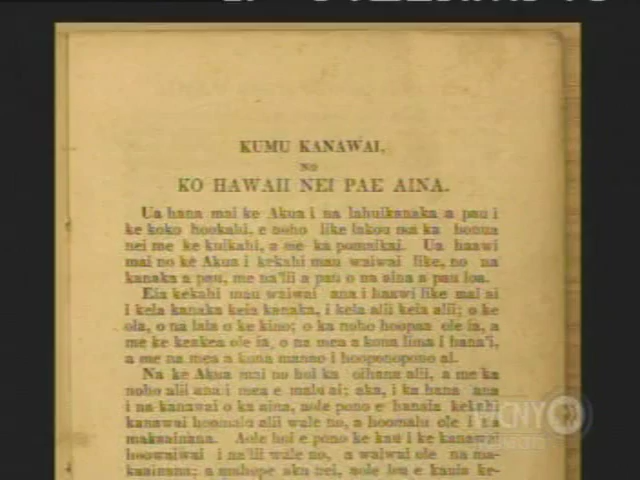 KUMU KANAWAI,
NO
KO HAWAII NEI PAE AINA.
Ua hana mai ke Akua i na lahuikanaka a pau i
ke koko hookahi, e noho like lakou ma ka honua
nei me ke kuikahi, a me ka pomaikai. Ua haawi
mai no ke Akua i kekahi mau waiwai like, no na
kanaka a pau, me na'lii a pau o na aina a pau loa.
Eia kekahi mau waiwai ana i haawi like mai ai
i kela kanaka keia kanaka, i kela alii keia alii; o ke
ola, o na lala o ke kino; o ka noho hoopaa ole ia, a
me ke keakea ole ia, o na mea a kona lima i hana'i,
a me na mea a kona manao i hooponopono ai.
Na ke Akua mai no hoi ka oihana alii, a me ka
noho alii ana i mea e malu ai; aka, i ka hana ana
i na kanawai o ka aina, aole pono e hanaia kekahi
kanawai hoomalu alii wale no, a hoomalu ole i na
makaainana. Aole hoi e pono ke kau i ke kanawai
hoowaiwai i na'lii wale no, a waiwai ole na ma-
kaainana; a mahope aku nei, aole loa e kauia ke-
CNY